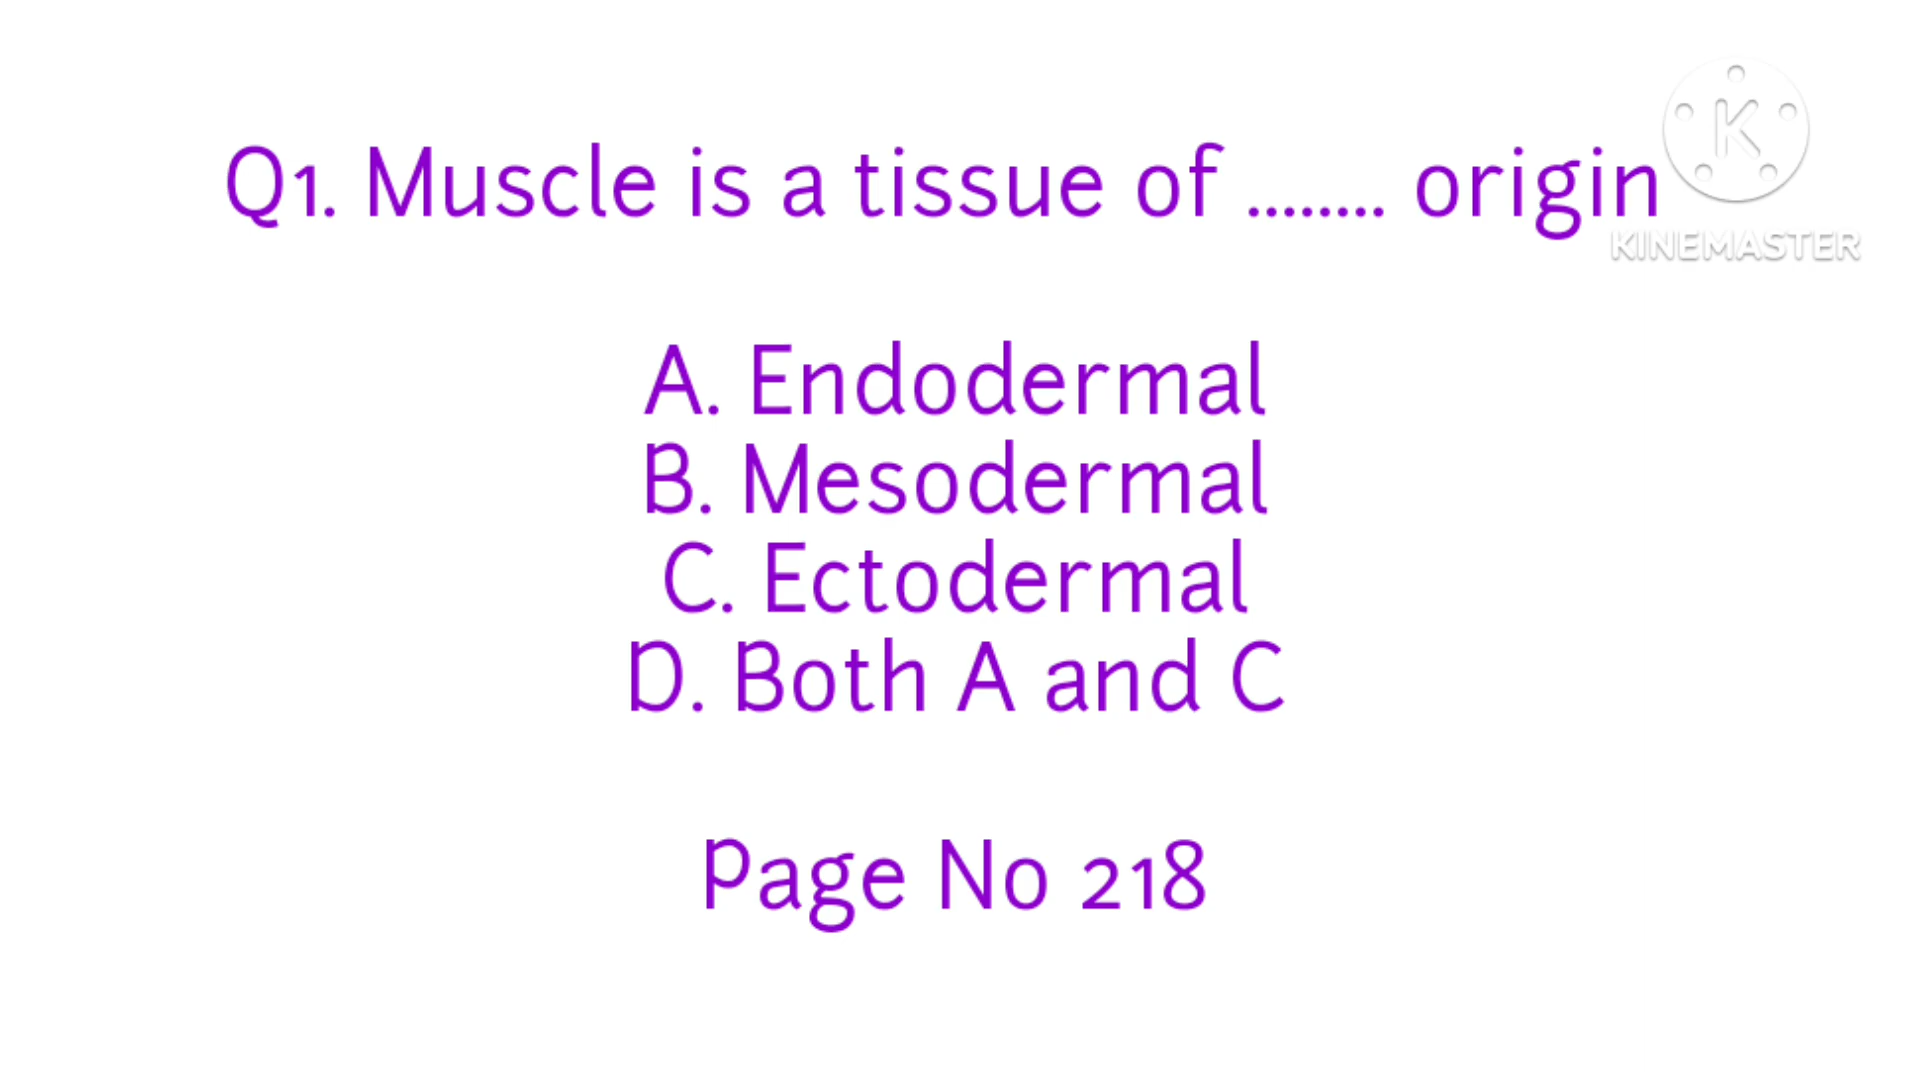 Q1. Muscle is a tissue of ........ origin
K
KINEMASTER
A. Endodermal
B. Mesodermal
C. Ectodermal
D. Both A and C
Page No 218